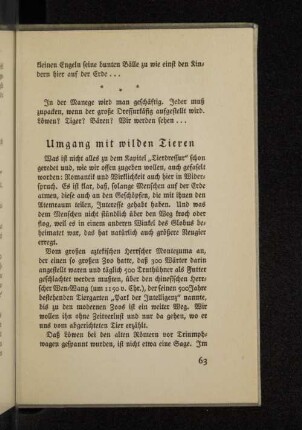 kleinen Engeln seine bunten Bälle zu wie einst den Kin-
dern hier auf der Erde . . .
* * *
In der Manege wird man geschäftig. Jeder muß
zupacken, wenn der große Dressurkäfig aufgestellt wird.
Löwen? Tiger? Bären? Wir werden sehen . . .
Umgang mit wilden Tieren
Was ist nicht alles zu dem Kapitel „Tierdressur“ schon
geredet und, wie wir offen zugeben wollen, auch gefaselt
worden: Romantik und Wirklichkeit auch hier in Wider-
spruch. Es ist klar, daß, solange Menschen auf der Erde
atmen, sie auch an den Geschöpfen, die mit ihnen den
Atemraum teilen, Interesse gehabt haben. Und was
dem Menschen nicht stündlich über den Weg kroch oder
flog, weil es in einem anderen Winkel des Globus be-
heimatet war, das hat natürlich auch größere Neugier
erregt.
Vom großen aztekischen Herrscher Montezuma an,
der einen so großen Zoo hatte, daß 300 Wärter darin
angestellt waren und täglich 500 Truthühner als Futter
geschlachtet werden mußten, über den chinesischen Herr-
scher Wu-Wang (um 1150 v. Chr.), der seinen 500 Jahre
bestehenden Tiergarten „Park der Intelligenz“ nannte,
bis zu den modernen Zoos ist ein weiter Weg. Wir
wollen ihn ohne Zeitverlust und nur da gehen, wo er
uns vom abgerichteten Tier erzählt.
Daß Löwen bei den alten Römern vor Triumph-
wagen gespannt wurden, ist nicht etwa eine Sage. Im
63